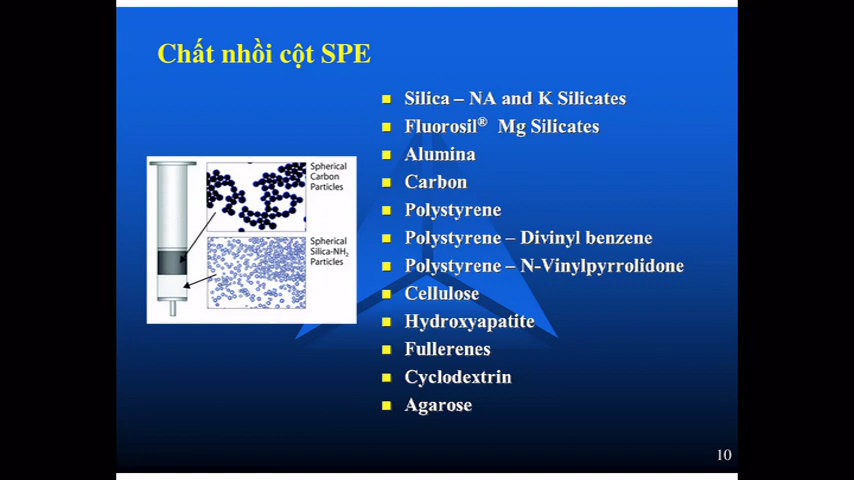 Chất nhồi cột SPE
Silica – NA and K Silicates
Fluorosil® Mg Silicates
Alumina
Carbon
Polystyrene
Polystyrene – Divinyl benzene
Polystyrene – N-Vinylpyrrolidone
Cellulose
Hydroxyapatite
Fullerenes
Cyclodextrin
Agarose
Spherical
Carbon
Particles
Spherical
Silica-NH₂
Particles
10